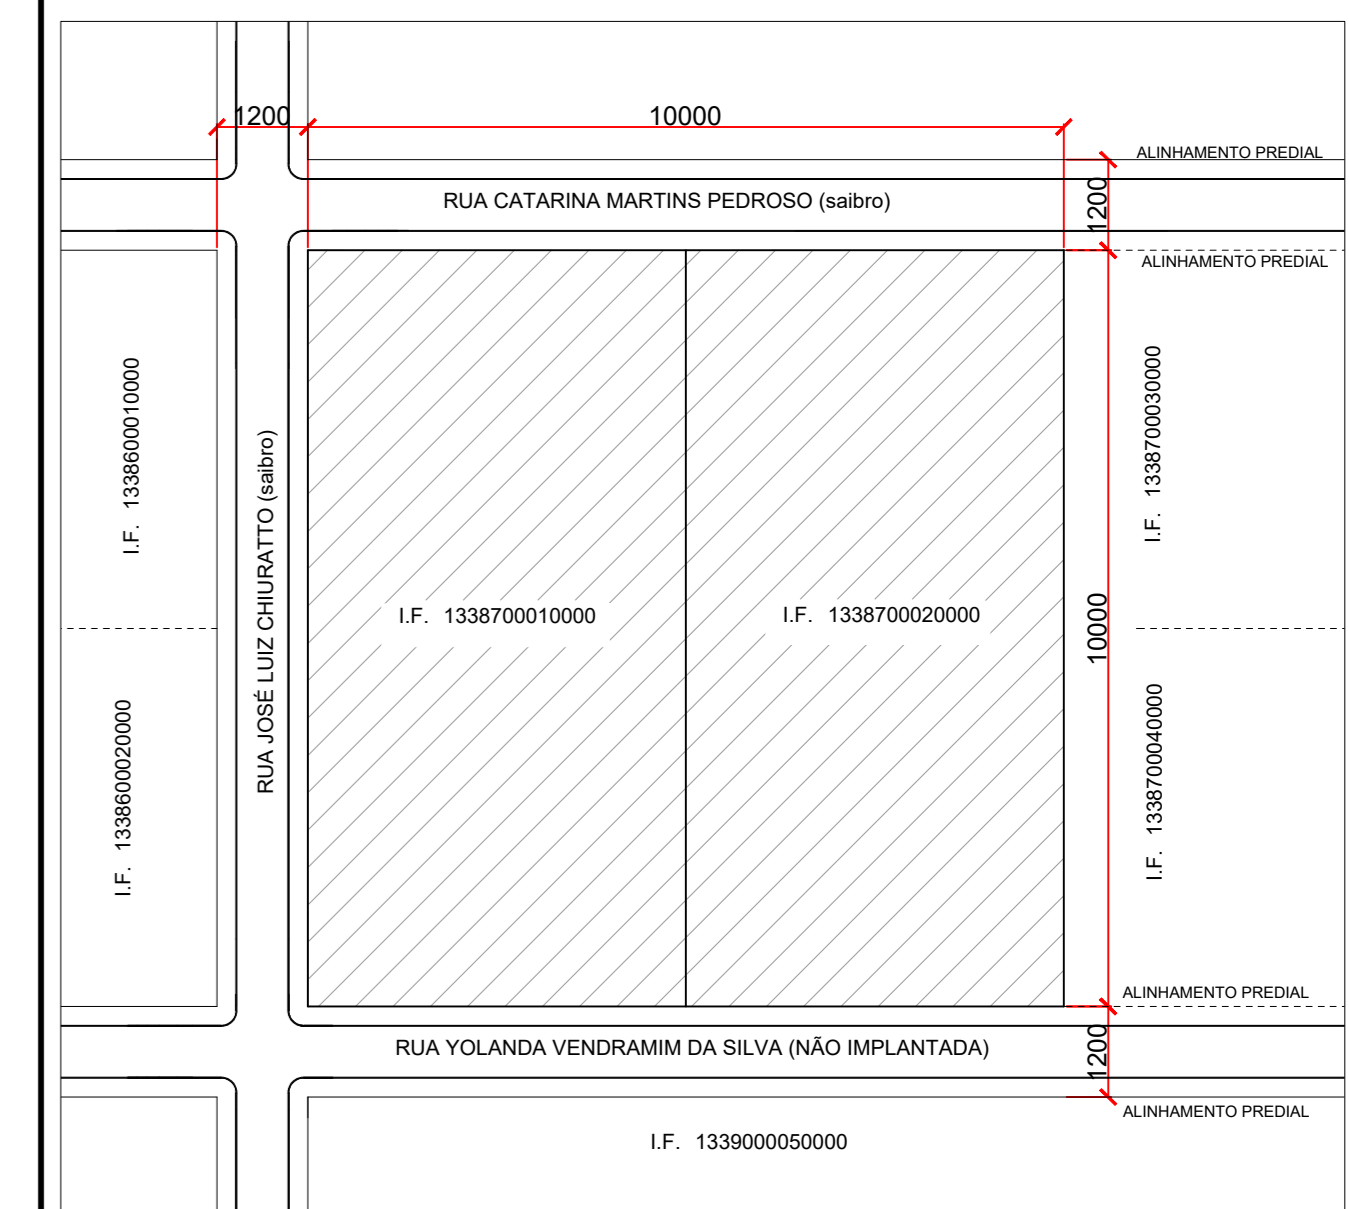 1200
10000
ALINHAMENTO PREDIAL
RUA CATARINA MARTINS PEDROSO (saibro)
1200
ALINHAMENTO PREDIAL
I.F. 1338600010000
RUA JOSÉ LUIZ CHIURATTO (saibro)
I.F. 1338700030000
I.F. 1338700010000
I.F. 1338700020000
10000
I.F. 1338600020000
I.F. 1338700040000
ALINHAMENTO PREDIAL
RUA YOLANDA VENDRAMIM DA SILVA (NÃO IMPLANTADA)
1200
ALINHAMENTO PREDIAL
I.F. 1339000050000